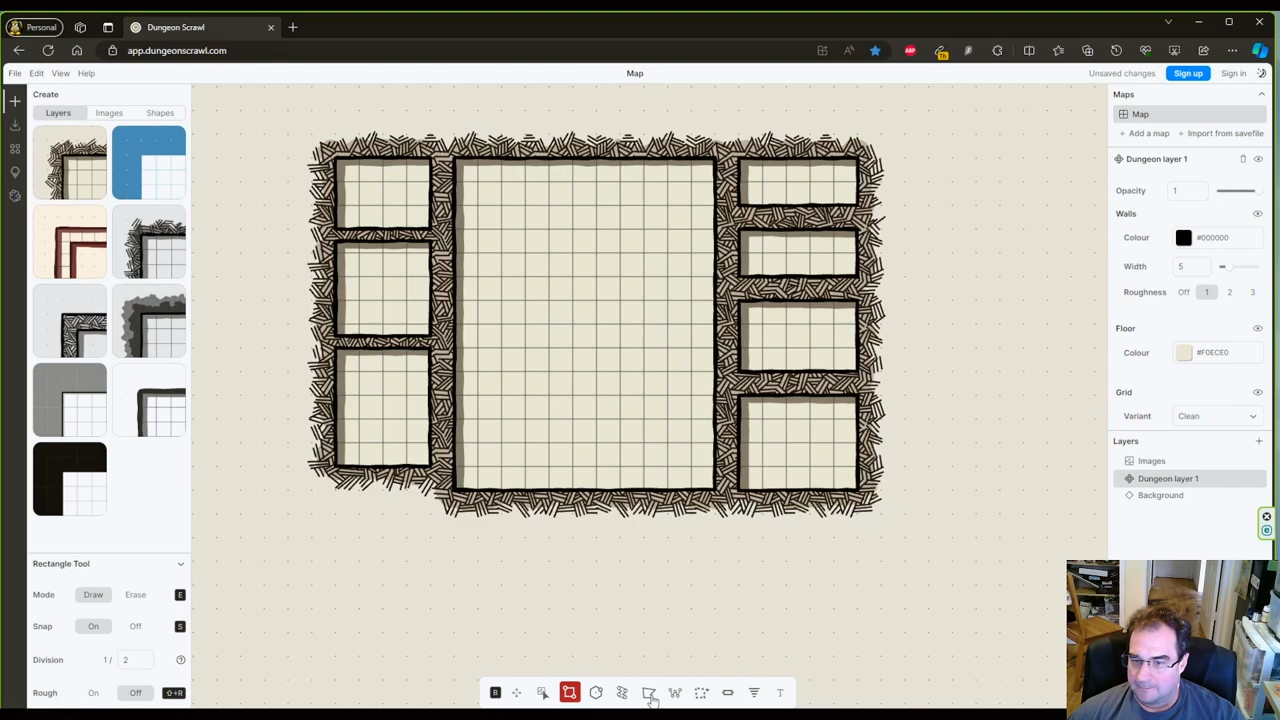 Personal
Dungeon Scrawl
app.dungeonscrawl.com
ABP
File Edit View Help
Map
Unsaved changes
Sign up
Sign in
Create
Layers Images Shapes
Rectangle Tool
Mode Draw Erase E
Snap On Off S
Division 1 / 2
Rough On Off ⇧+R
B
T
Maps
Map
+ Add a map + Import from savefile
Dungeon layer 1
Opacity 1
Walls
Colour #000000
Width 5
Roughness Off 1 2 3
Floor
Colour #F0ECE0
Grid
Variant Clean
Layers
Images
Dungeon layer 1
Background